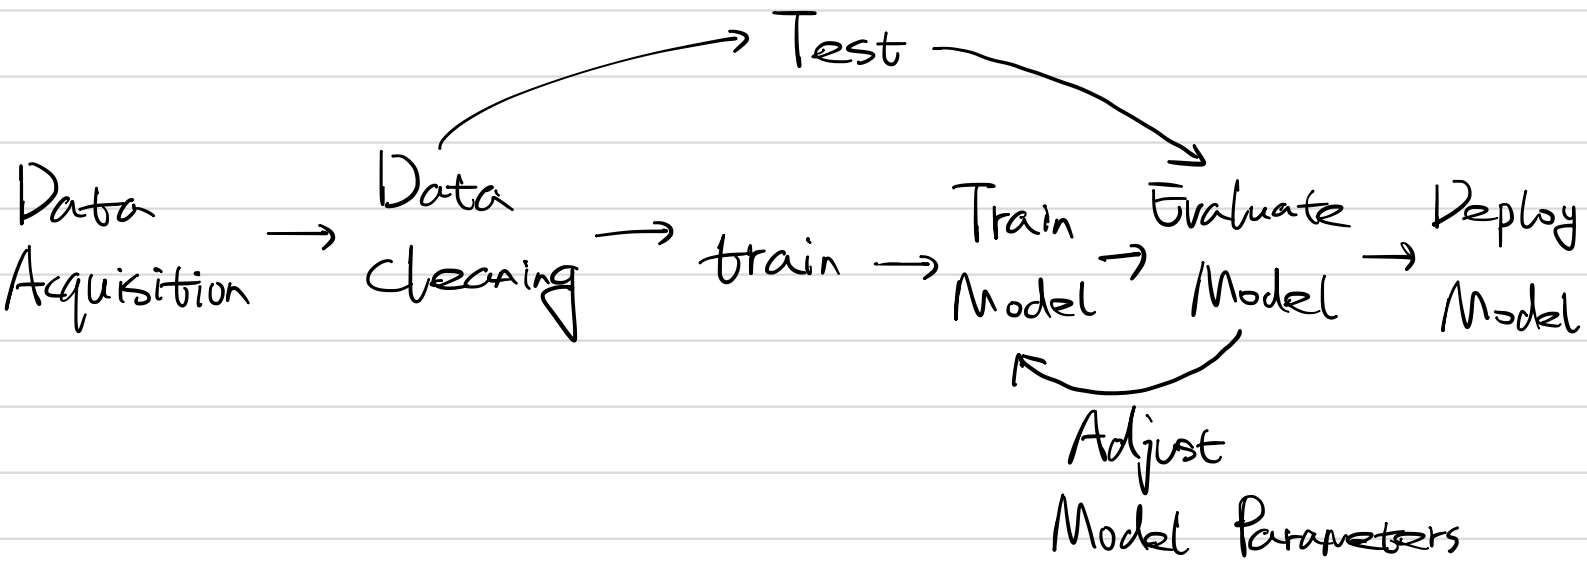 Test
Data
Acquisition
Data
cleaning
train
Train
Model
Evaluate
Model
Deploy
Model
Adjust
Model Parameters